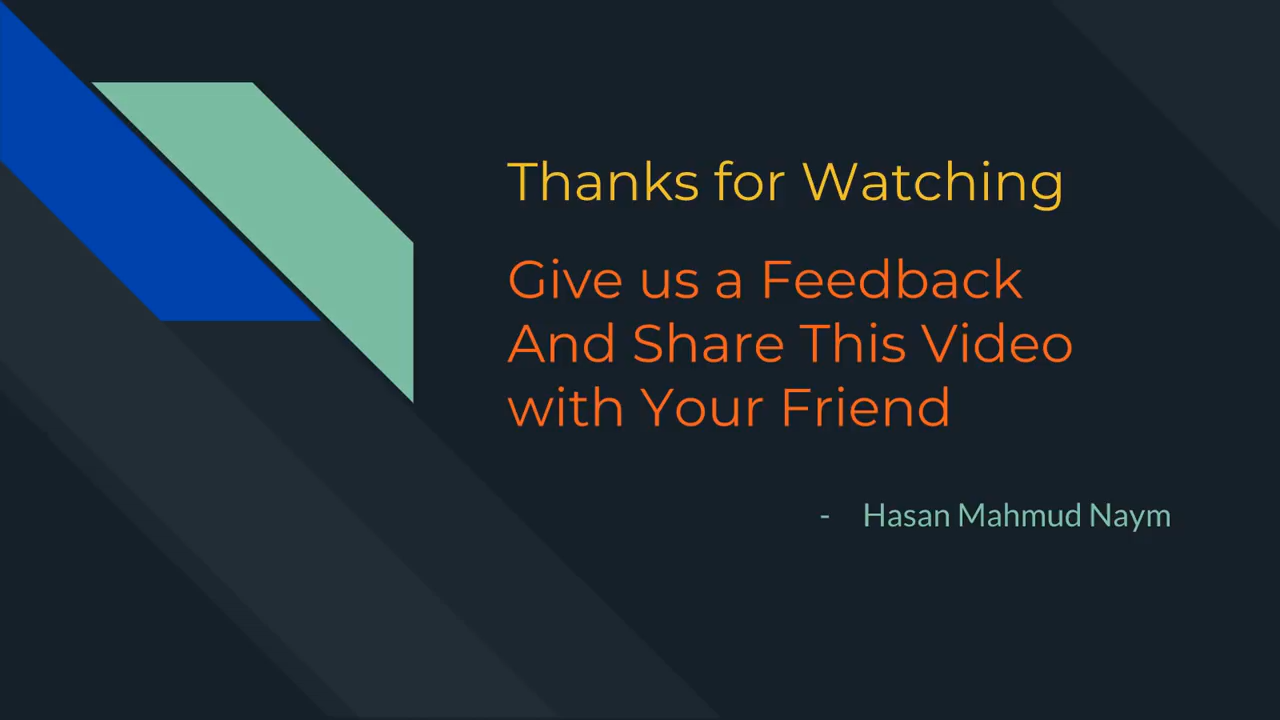 Thanks for Watching
Give us a Feedback
And Share This Video
with Your Friend
- Hasan Mahmud Naym